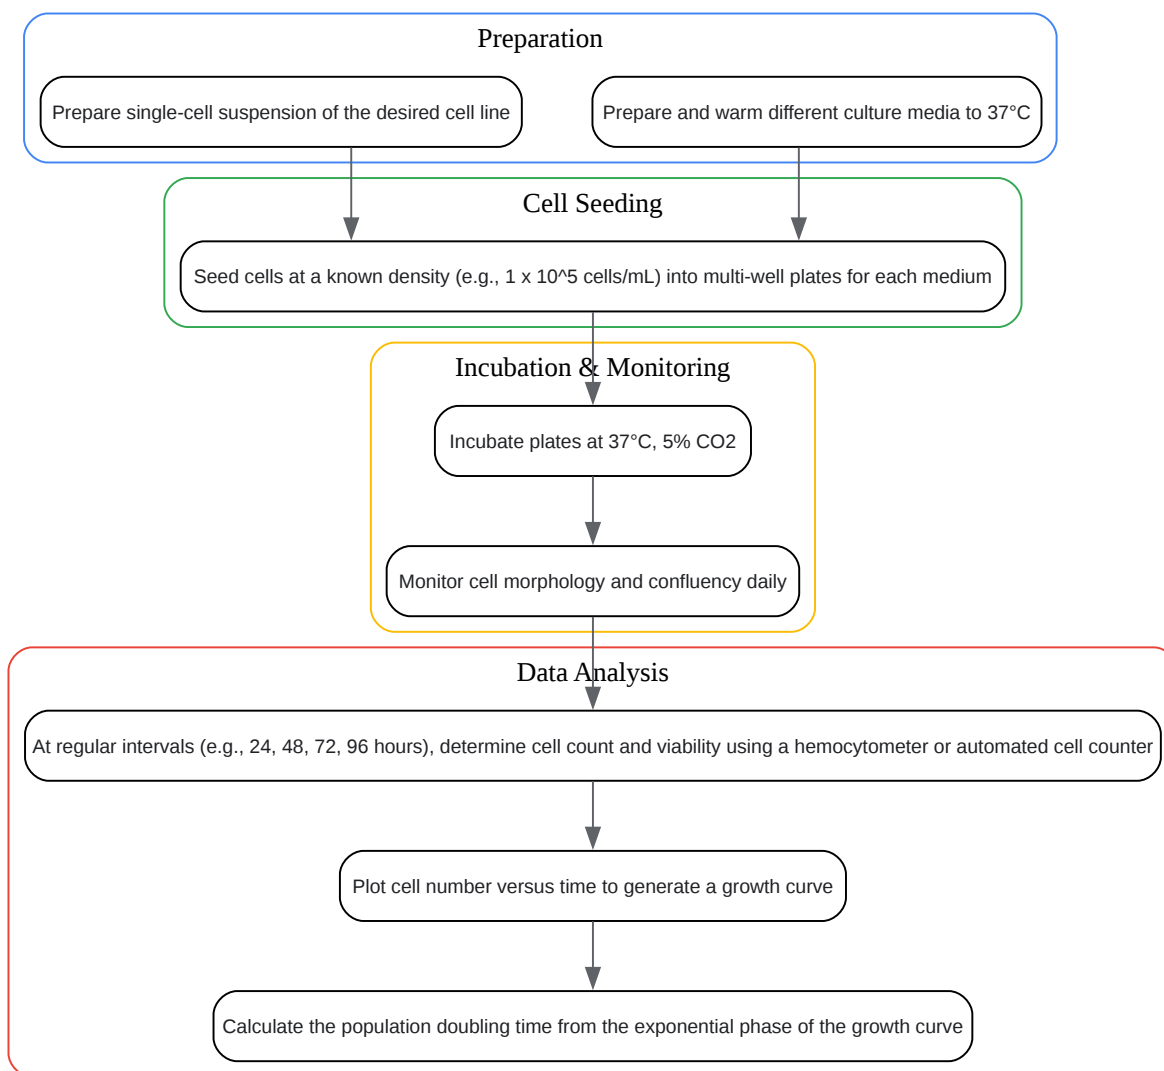 Preparation
Prepare single-cell suspension of the desired cell line
Prepare and warm different culture media to 37°C
Cell Seeding
Seed cells at a known density (e.g., 1 x 10^5 cells/mL) into multi-well plates for each medium
Incubation & Monitoring
Incubate plates at 37°C, 5% CO2
Monitor cell morphology and confluency daily
Data Analysis
At regular intervals (e.g., 24, 48, 72, 96 hours), determine cell count and viability using a hemocytometer or automated cell counter
Plot cell number versus time to generate a growth curve
Calculate the population doubling time from the exponential phase of the growth curve